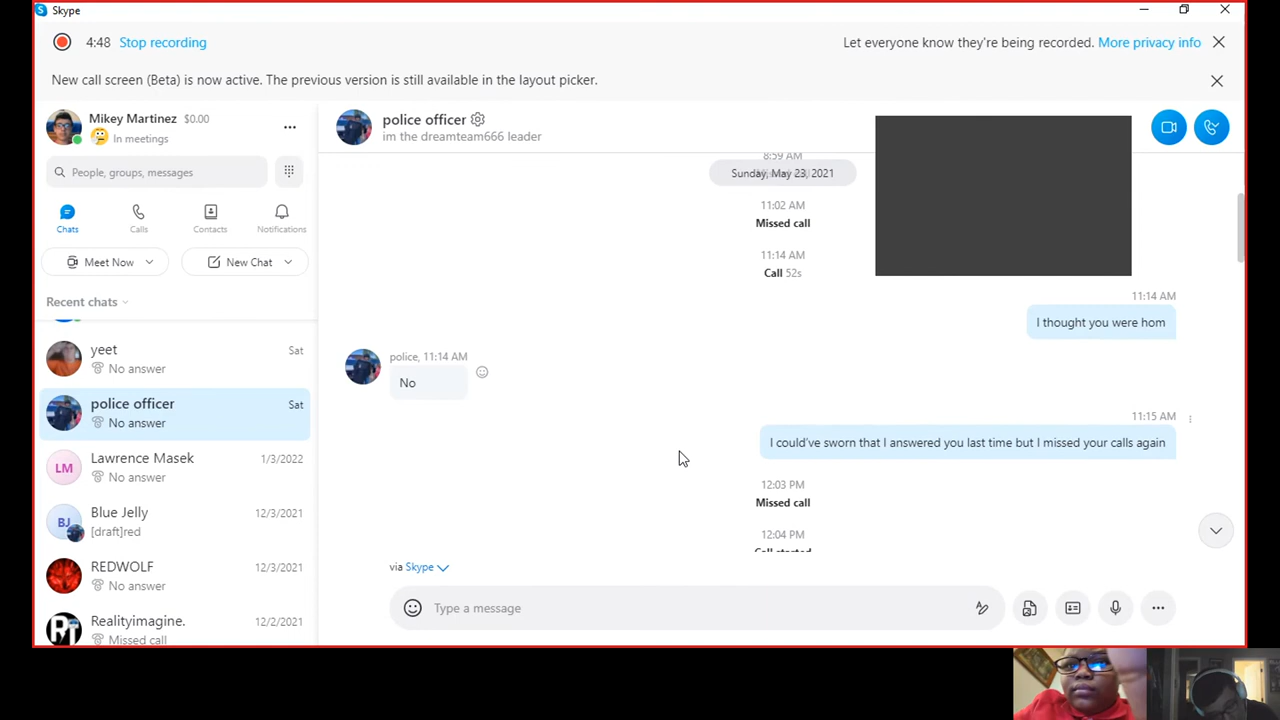 Skype
4:48 Stop recording
Let everyone know they're being recorded. More privacy info
New call screen (Beta) is now active. The previous version is still available in the layout picker.
Mikey Martinez $0.00
In meetings
People, groups, messages
Chats
Calls
Contacts
Notifications
Meet Now
New Chat
Recent chats
yeet
Sat
No answer
police officer
Sat
No answer
LM
Lawrence Masek
1/3/2022
No answer
BJ
Blue Jelly
12/3/2021
[draft]red
REDWOLF
12/3/2021
No answer
RT
Realityimagine.
12/2/2021
Missed call
police officer
im the dreamteam666 leader
8:59 AM
Sunday, May 23, 2021
11:02 AM
Missed call
11:14 AM
Call 52s
11:14 AM
I thought you were hom
police, 11:14 AM
No
11:15 AM
I could've sworn that I answered you last time but I missed your calls again
12:03 PM
Missed call
12:04 PM
Call started
via Skype
Type a message